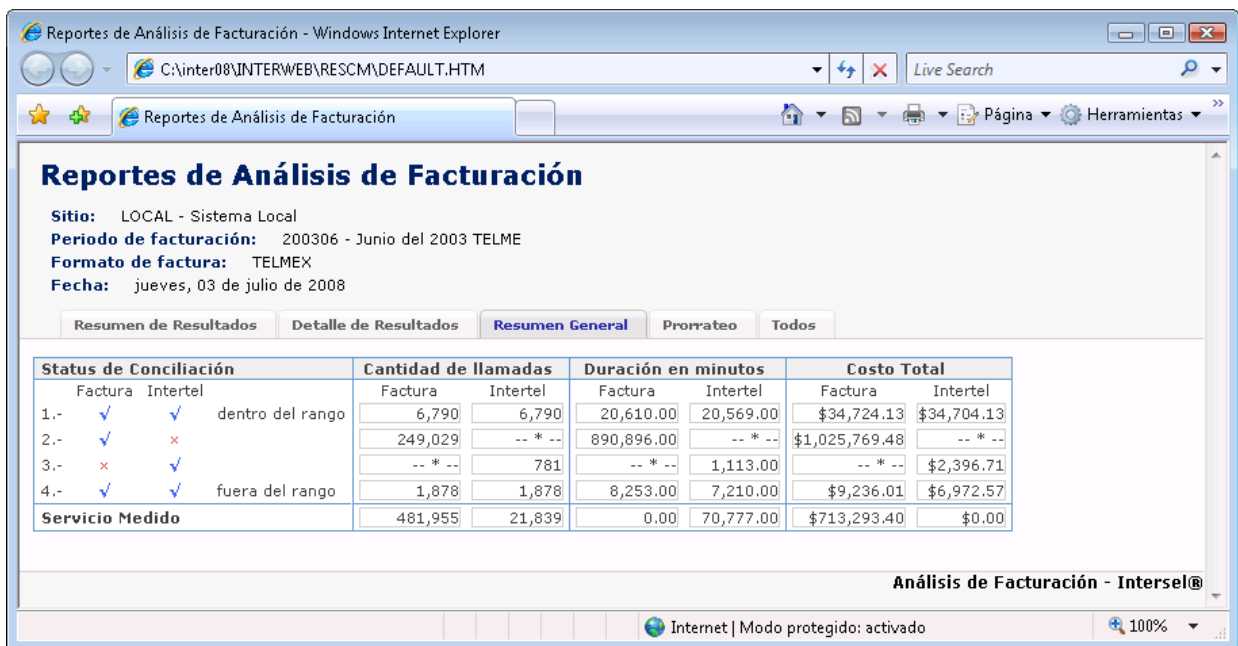 Reportes de Análisis de Facturación - Windows Internet Explorer
C:\inter08\INTERWEB\RESCM\DEFAULT.HTM Live Search
Reportes de Análisis de Facturación Página Herramientas
Reportes de Análisis de Facturación
Sitio: LOCAL - Sistema Local
Periodo de facturación: 200306 - Junio del 2003 TELME
Formato de factura: TELMEX
Fecha: jueves, 03 de julio de 2008
Resumen de Resultados Detalle de Resultados Resumen General Prorrateo Todos
Status de Conciliación Cantidad de llamadas Duración en minutos Costo Total
Factura Intertel Factura Intertel Factura Intertel Factura Intertel
1.- √ √ dentro del rango 6,790 6,790 20,610.00 20,569.00 $34,724.13 $34,704.13
2.- √ × 249,029 -- * -- 890,896.00 -- * -- $1,025,769.48 -- * --
3.- × √ -- * -- 781 -- * -- 1,113.00 -- * -- $2,396.71
4.- √ √ fuera del rango 1,878 1,878 8,253.00 7,210.00 $9,236.01 $6,972.57
Servicio Medido 481,955 21,839 0.00 70,777.00 $713,293.40 $0.00
Análisis de Facturación - Intersel®
Internet | Modo protegido: activado 100%